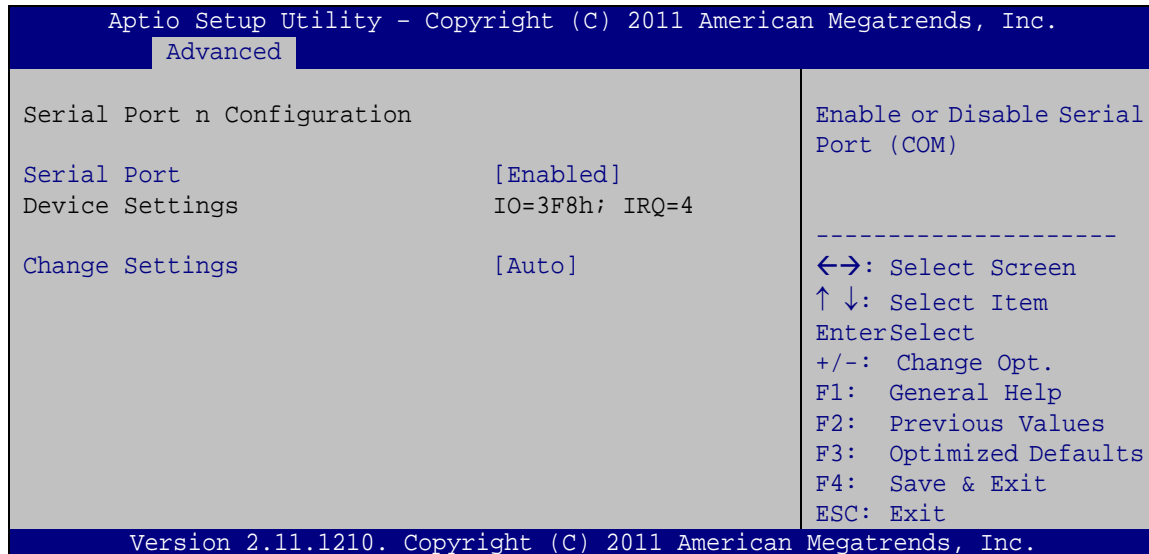 Aptio Setup Utility – Copyright (C) 2011 American Megatrends, Inc.
Advanced
Serial Port n Configuration
Serial Port [Enabled]
Device Settings IO=3F8h; IRQ=4
Change Settings [Auto]
Enable or Disable Serial
Port (COM)
---------------------
←→: Select Screen
↑ ↓: Select Item
EnterSelect
+/-: Change Opt.
F1: General Help
F2: Previous Values
F3: Optimized Defaults
F4: Save & Exit
ESC: Exit
Version 2.11.1210. Copyright (C) 2011 American Megatrends, Inc.